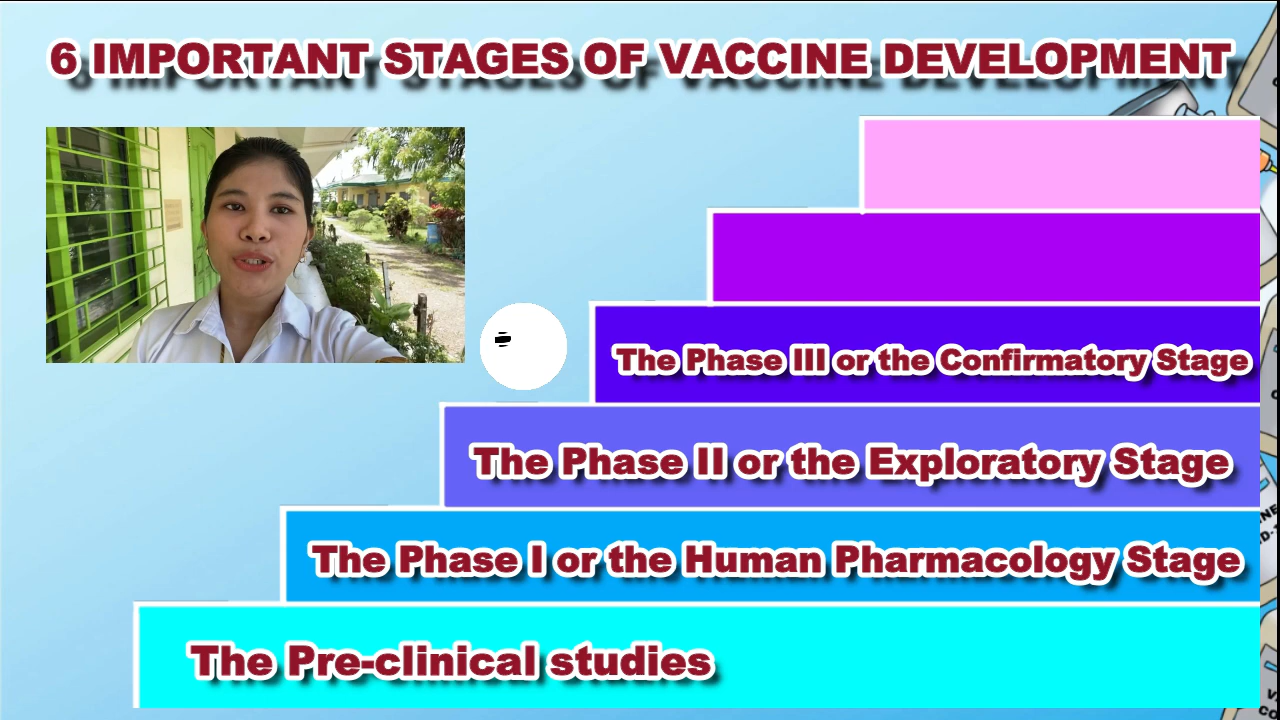 6 IMPORTANT STAGES OF VACCINE DEVELOPMENT
The Phase III or the Confirmatory Stage
The Phase II or the Exploratory Stage
The Phase I or the Human Pharmacology Stage
The Pre-clinical studies